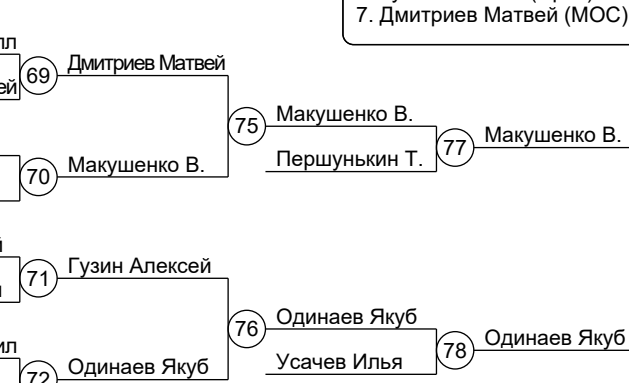 7. Дмитриев Матвей (МОС)
69
Дмитриев Матвей
75
Макушенко В.
Першунькин Т.
77
Макушенко В.
70
Макушенко В.
71
Гузин Алексей
76
Одинаев Якуб
Усачев Илья
78
Одинаев Якуб
72
Одинаев Якуб